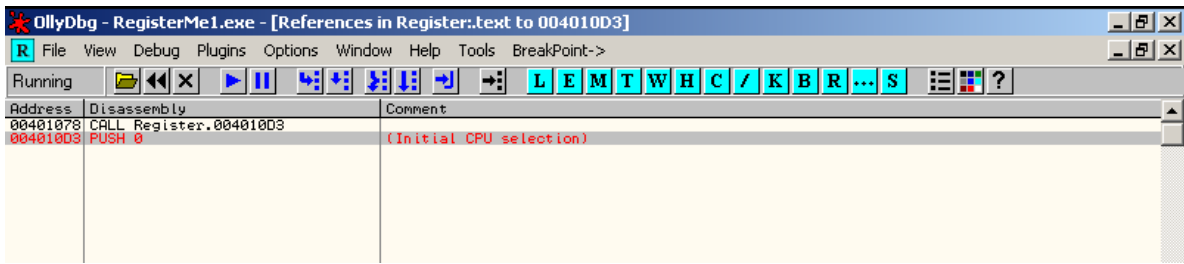 OllyDbg - RegisterMe1.exe - [References in Register:.text to 004010D3]
R File View Debug Plugins Options Window Help Tools BreakPoint->
Running L E M T W H C / K B R ... S ?
Address Disassembly Comment
00401078 CALL Register.004010D3
004010D3 PUSH 0 (Initial CPU selection)